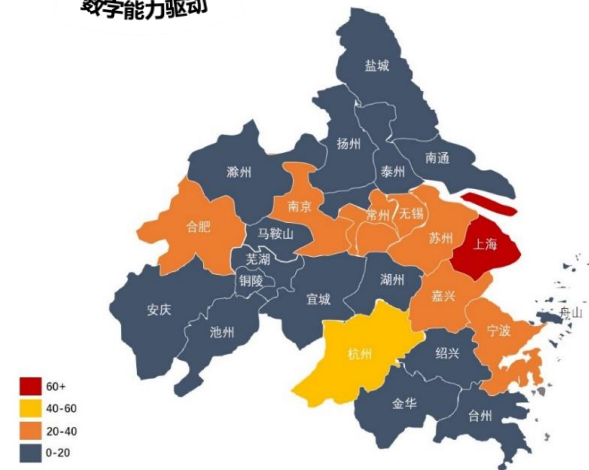 数字能力驱动
盐城
扬州
南通
泰州
滁州
南京
常州
无锡
合肥
马鞍山
苏州
上海
芜湖
铜陵
湖州
嘉兴
宣城
安庆
舟山
池州
宁波
杭州
绍兴
金华
台州
60+
40-60
20-40
0-20